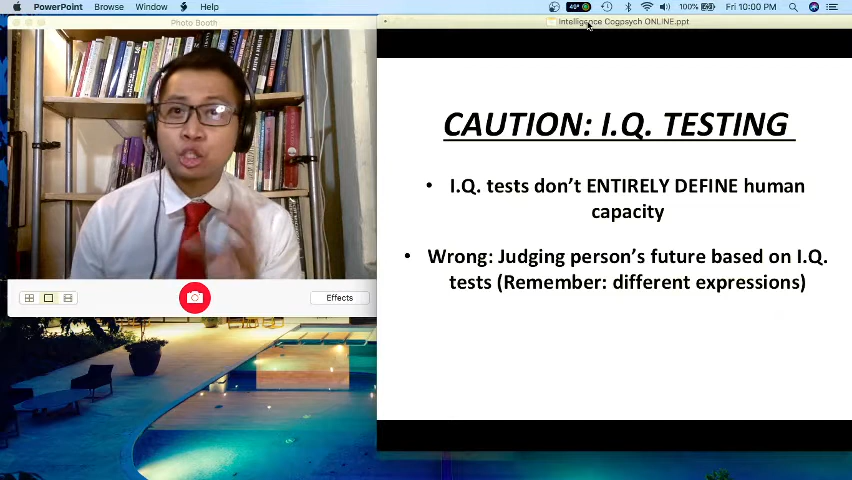 PowerPoint Browse Window Help
49° 100% Fri 10:00 PM
Photo Booth
Intelligence Cogpsych ONLINE.ppt
CAUTION: I.Q. TESTING
• I.Q. tests don't ENTIRELY DEFINE human
capacity
• Wrong: Judging person's future based on I.Q.
tests (Remember: different expressions)
Effects